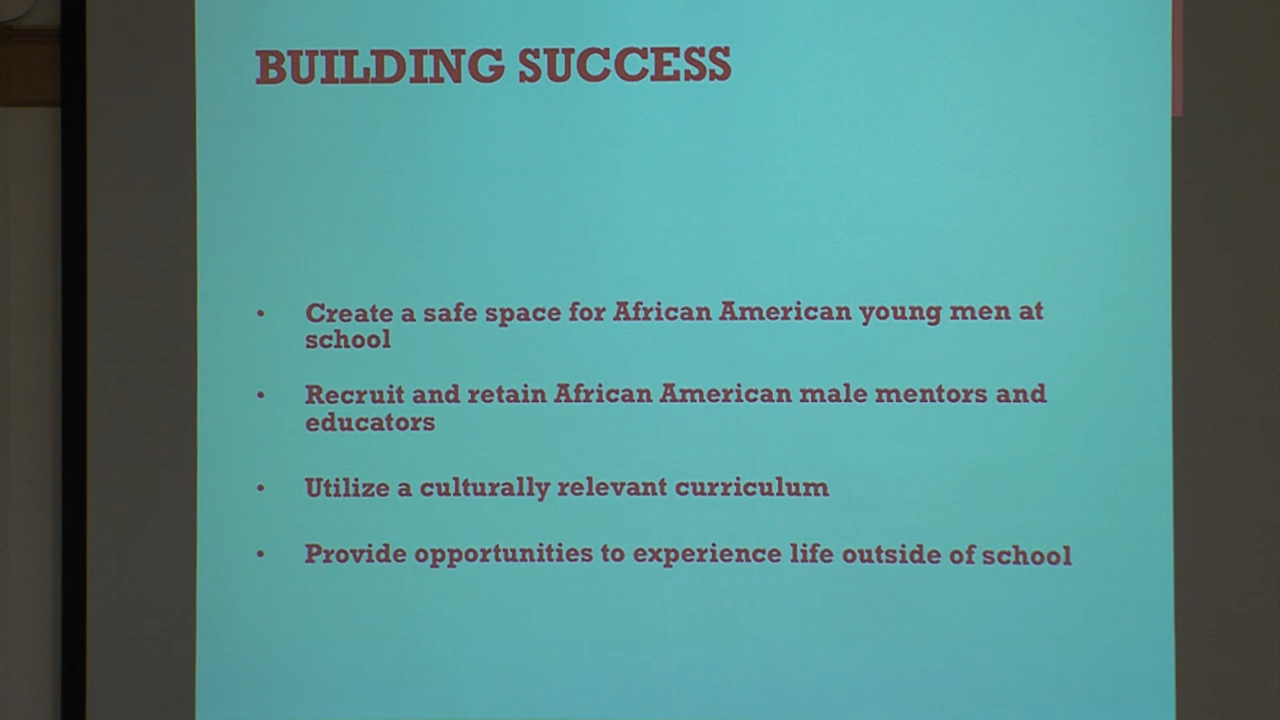 BUILDING SUCCESS
• Create a safe space for African American young men at
school
• Recruit and retain African American male mentors and
educators
• Utilize a culturally relevant curriculum
• Provide opportunities to experience life outside of school